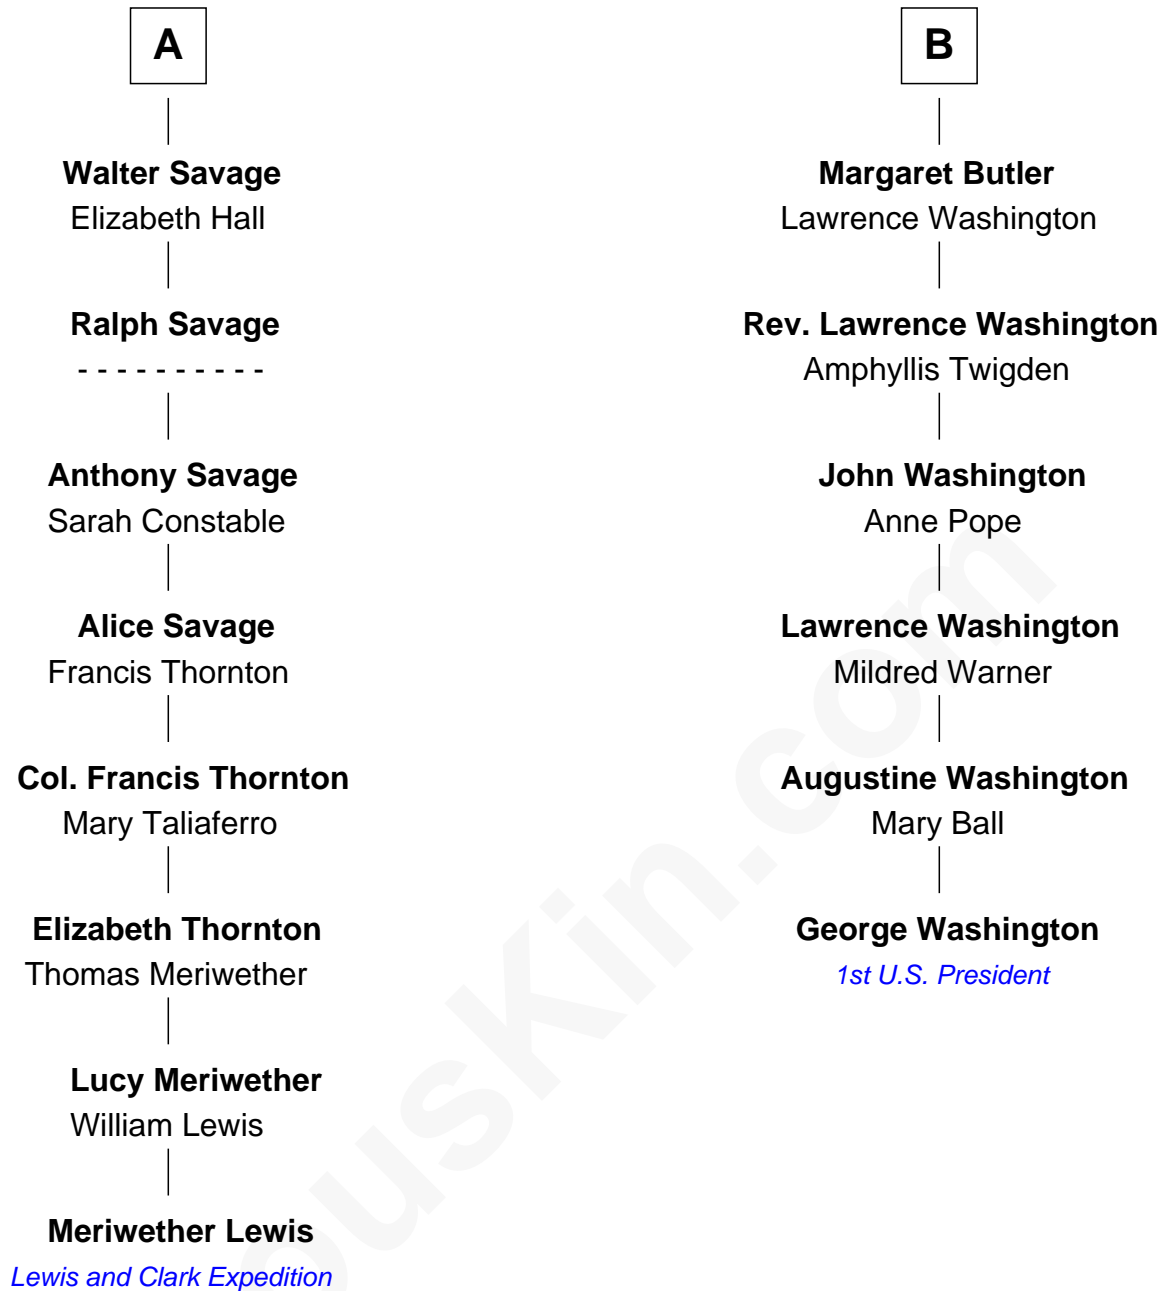 A
Walter Savage
Elizabeth Hall
Ralph Savage
- - - - - - - - - -
Anthony Savage
Sarah Constable
Alice Savage
Francis Thornton
Col. Francis Thornton
Mary Taliaferro
Elizabeth Thornton
Thomas Meriwether
Lucy Meriwether
William Lewis
Meriwether Lewis
Lewis and Clark Expedition
B
Margaret Butler
Lawrence Washington
Rev. Lawrence Washington
Amphyllis Twigden
John Washington
Anne Pope
Lawrence Washington
Mildred Warner
Augustine Washington
Mary Ball
George Washington
1st U.S. President
ouskin.com